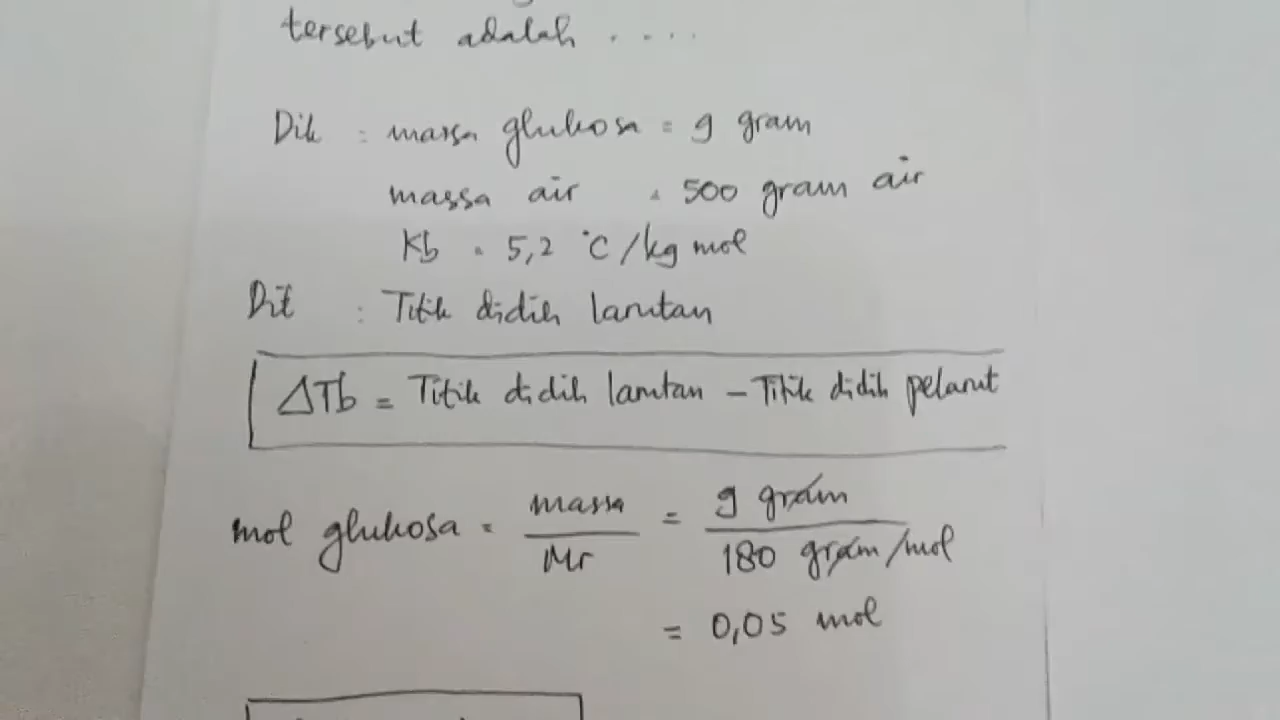 tersebut adalah ....
Dik : massa glukosa = 9 gram
massa air = 500 gram air
Kb = 5,2 °C/kg mol
Dit : Titik didih larutan
ΔTb = Titik didih larutan - Titik didih pelarut
mol glukosa = massa / Mr = 9 gram / 180 gram/mol
= 0,05 mol